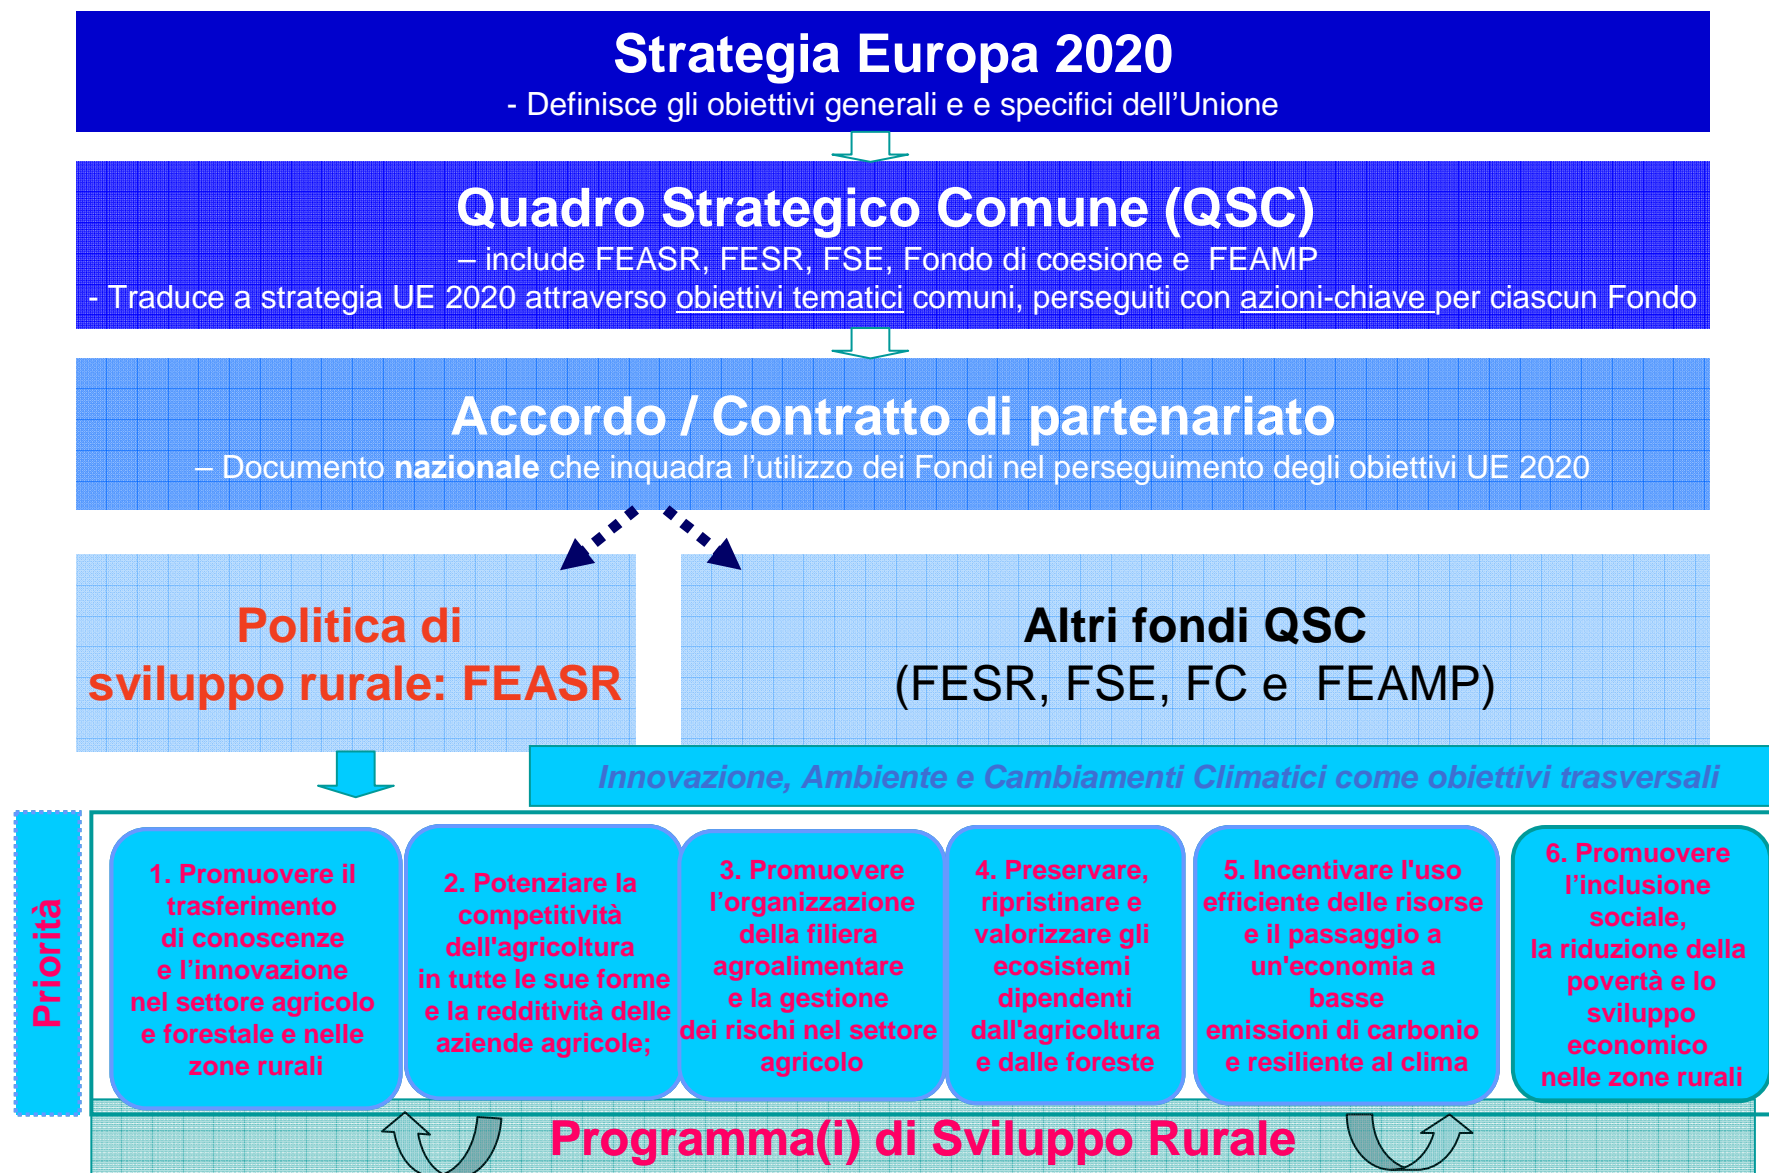 Strategia Europa 2020
- Definisce gli obiettivi generali e e specifici dell’Unione
Quadro Strategico Comune (QSC)
– include FEASR, FESR, FSE, Fondo di coesione e FEAMP
- Traduce a strategia UE 2020 attraverso obiettivi tematici comuni, perseguiti con azioni-chiave per ciascun Fondo
Accordo / Contratto di partenariato
– Documento nazionale che inquadra l’utilizzo dei Fondi nel perseguimento degli obiettivi UE 2020
Politica di
sviluppo rurale: FEASR
Altri fondi QSC
(FESR, FSE, FC e FEAMP)
Innovazione, Ambiente e Cambiamenti Climatici come obiettivi trasversali
Priorità
1. Promuovere il
trasferimento
di conoscenze
e l’innovazione
nel settore agricolo
e forestale e nelle
zone rurali
2. Potenziare la
competitività
dell'agricoltura
in tutte le sue forme
e la redditività delle
aziende agricole;
3. Promuovere
l’organizzazione
della filiera
agroalimentare
e la gestione
dei rischi nel settore
agricolo
4. Preservare,
ripristinare e
valorizzare gli
ecosistemi
dipendenti
dall'agricoltura
e dalle foreste
5. Incentivare l'uso
efficiente delle risorse
e il passaggio a
un'economia a
basse
emissioni di carbonio
e resiliente al clima
6. Promuovere
l’inclusione
sociale,
la riduzione della
povertà e lo
sviluppo
economico
nelle zone rurali
Programma(i) di Sviluppo Rurale